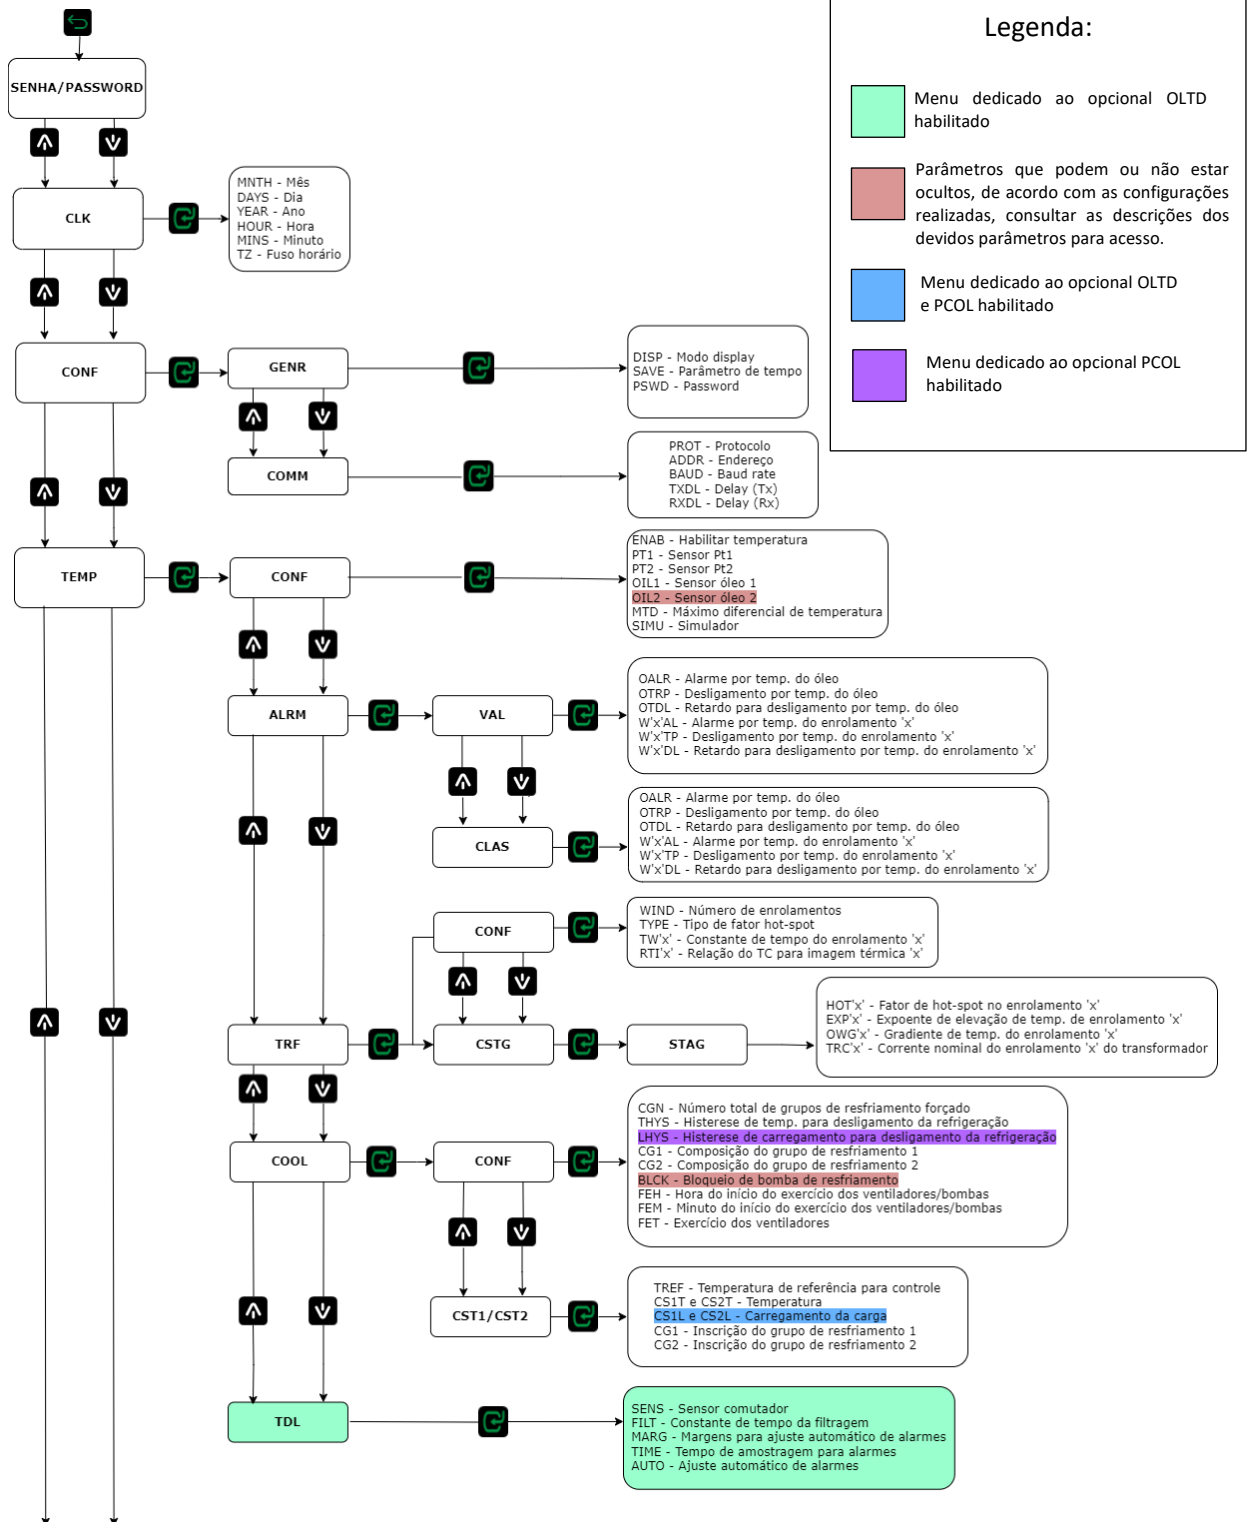 Legenda:
Menu dedicado ao opcional OLTD
habilitado
Parâmetros que podem ou não estar
ocultos, de acordo com as configurações
realizadas, consultar as descrições dos
devidos parâmetros para acesso.
Menu dedicado ao opcional OLTD
e PCOL habilitado
Menu dedicado ao opcional PCOL
habilitado
SENHA/PASSWORD
CLK
MNTH - Mês
DAYS - Dia
YEAR - Ano
HOUR - Hora
MINS - Minuto
TZ - Fuso horário
CONF
GENR
DISP - Modo display
SAVE - Parâmetro de tempo
PSWD - Password
COMM
PROT - Protocolo
ADDR - Endereço
BAUD - Baud rate
TXDL - Delay (Tx)
RXDL - Delay (Rx)
TEMP
CONF
ENAB - Habilitar temperatura
PT1 - Sensor Pt1
PT2 - Sensor Pt2
OIL1 - Sensor óleo 1
OIL2 - Sensor óleo 2
MTD - Máximo diferencial de temperatura
SIMU - Simulador
ALRM
VAL
OALR - Alarme por temp. do óleo
OTRP - Desligamento por temp. do óleo
OTDL - Retardo para desligamento por temp. do óleo
W'x'AL - Alarme por temp. do enrolamento 'x'
W'x'TP - Desligamento por temp. do enrolamento 'x'
W'x'DL - Retardo para desligamento por temp. do enrolamento 'x'
CLAS
OALR - Alarme por temp. do óleo
OTRP - Desligamento por temp. do óleo
OTDL - Retardo para desligamento por temp. do óleo
W'x'AL - Alarme por temp. do enrolamento 'x'
W'x'TP - Desligamento por temp. do enrolamento 'x'
W'x'DL - Retardo para desligamento por temp. do enrolamento 'x'
TRF
CONF
WIND - Número de enrolamentos
TYPE - Tipo de fator hot-spot
TW'x' - Constante de tempo do enrolamento 'x'
RTI'x' - Relação do TC para imagem térmica 'x'
CSTG
STAG
HOT'x' - Fator de hot-spot no enrolamento 'x'
EXP'x' - Expoente de elevação de temp. de enrolamento 'x'
OWG'x' - Gradiente de temp. do enrolamento 'x'
TRC'x' - Corrente nominal do enrolamento 'x' do transformador
COOL
CONF
CGN - Número total de grupos de resfriamento forçado
THYS - Histerese de temp. para desligamento da refrigeração
LHYS - Histerese de carregamento para desligamento da refrigeração
CG1 - Composição do grupo de resfriamento 1
CG2 - Composição do grupo de resfriamento 2
BLCK - Bloqueio de bomba de resfriamento
FEH - Hora do início do exercício dos ventiladores/bombas
FEM - Minuto do início do exercício dos ventiladores/bombas
FET - Exercício dos ventiladores
CST1/CST2
TREF - Temperatura de referência para controle
CS1T e CS2T - Temperatura
CS1L e CS2L - Carregamento da carga
CG1 - Inscrição do grupo de resfriamento 1
CG2 - Inscrição do grupo de resfriamento 2
TDL
SENS - Sensor comutador
FILT - Constante de tempo da filtragem
MARG - Margens para ajuste automático de alarmes
TIME - Tempo de amostragem para alarmes
AUTO - Ajuste automático de alarmes